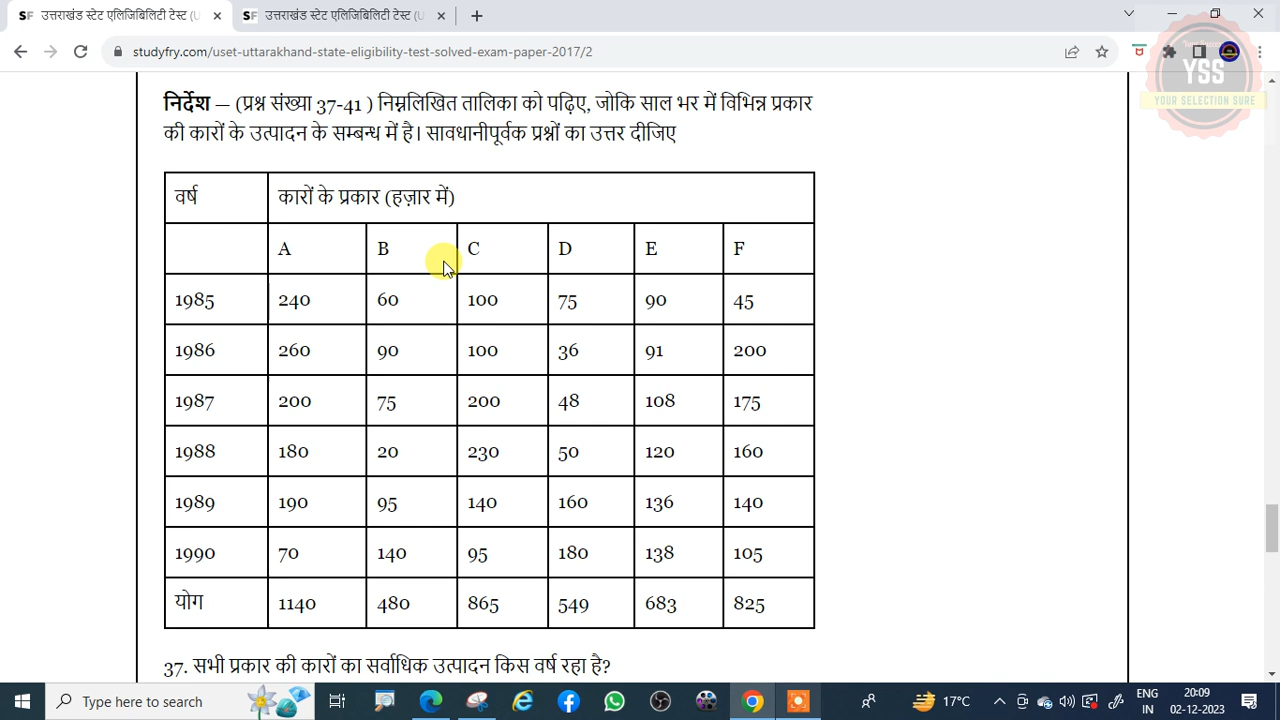 SF उत्तराखंड स्टेट एलिजिबिलिटी टेस्ट (
SF उत्तराखंड स्टेट एलिजिबिलिटी टेस्ट (U
studyfry.com/uset-uttarakhand-state-eligibility-test-solved-exam-paper-2017/2
YSS
YOUR SELECTION SURE
निर्देश – (प्रश्न संख्या 37-41 ) निम्नलिखित तालिका को पढ़िए, जोकि साल भर में विभिन्न प्रकार
की कारों के उत्पादन के सम्बन्ध में है। सावधानीपूर्वक प्रश्नों का उत्तर दीजिए
वर्ष कारों के प्रकार (हज़ार में)
A B C D E F
1985 240 60 100 75 90 45
1986 260 90 100 36 91 200
1987 200 75 200 48 108 175
1988 180 20 230 50 120 160
1989 190 95 140 160 136 140
1990 70 140 95 180 138 105
योग 1140 480 865 549 683 825
37. सभी प्रकार की कारों का सर्वाधिक उत्पादन किस वर्ष रहा है?
Type here to search
17°C
ENG
IN
20:09
02-12-2023